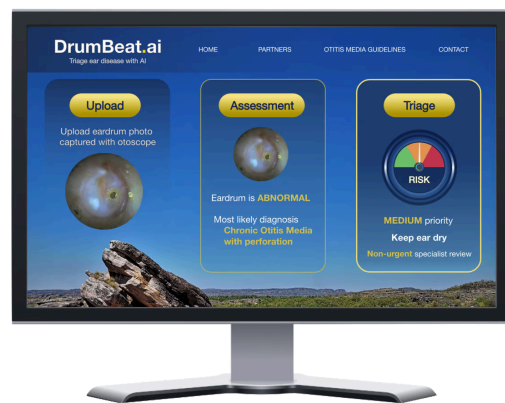 DrumBeat.ai
Triage ear disease with AI
HOME
PARTNERS
OTITIS MEDIA GUIDELINES
CONTACT
Upload
Upload eardrum photo
captured with otoscope
Assessment
Eardrum is ABNORMAL
Most likely diagnosis
Chronic Otitis Media
with perforation
Triage
RISK
MEDIUM priority
Keep ear dry
Non-urgent specialist review